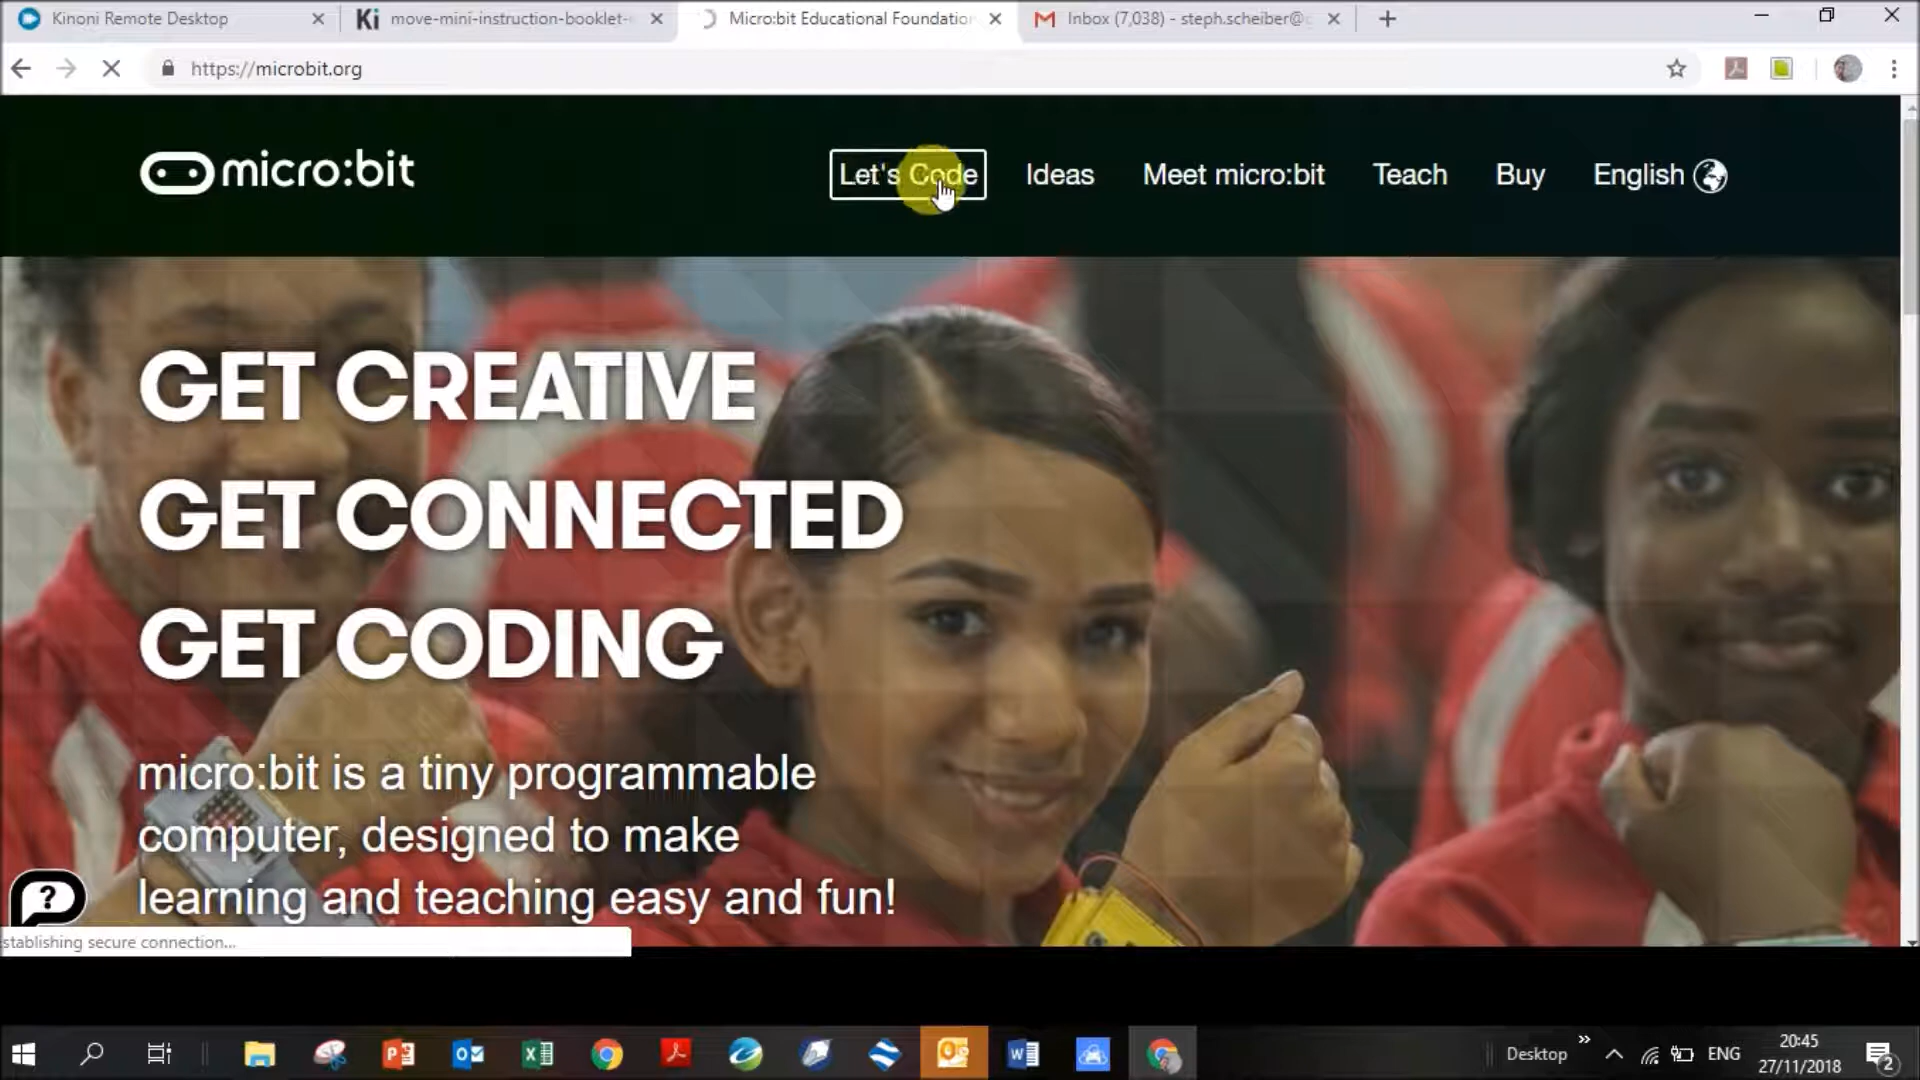 Kinoni Remote Desktop
Ki move-mini-instruction-booklet-
Micro:bit Educational Foundation
Inbox (7,038) - steph.scheiber@
https://microbit.org
micro:bit
Let's Code
Ideas
Meet micro:bit
Teach
Buy
English
GET CREATIVE
GET CONNECTED
GET CODING
micro:bit is a tiny programmable
computer, designed to make
learning and teaching easy and fun!
?
stablishing secure connection...
Desktop
ENG
20:45
27/11/2018
2